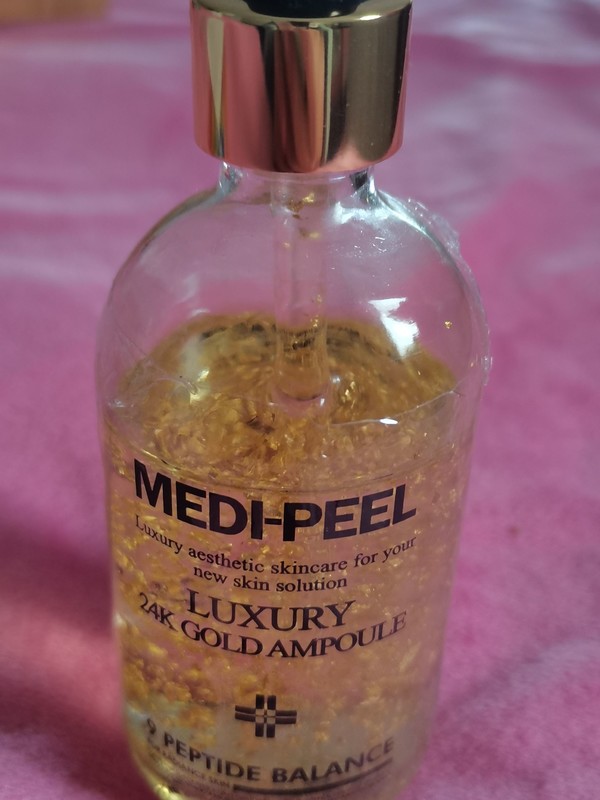 MEDI-PEEL
Luxury aesthetic skincare for your
new skin solution
LUXURY
24K GOLD AMPOULE
9 PEPTIDE BALANCE